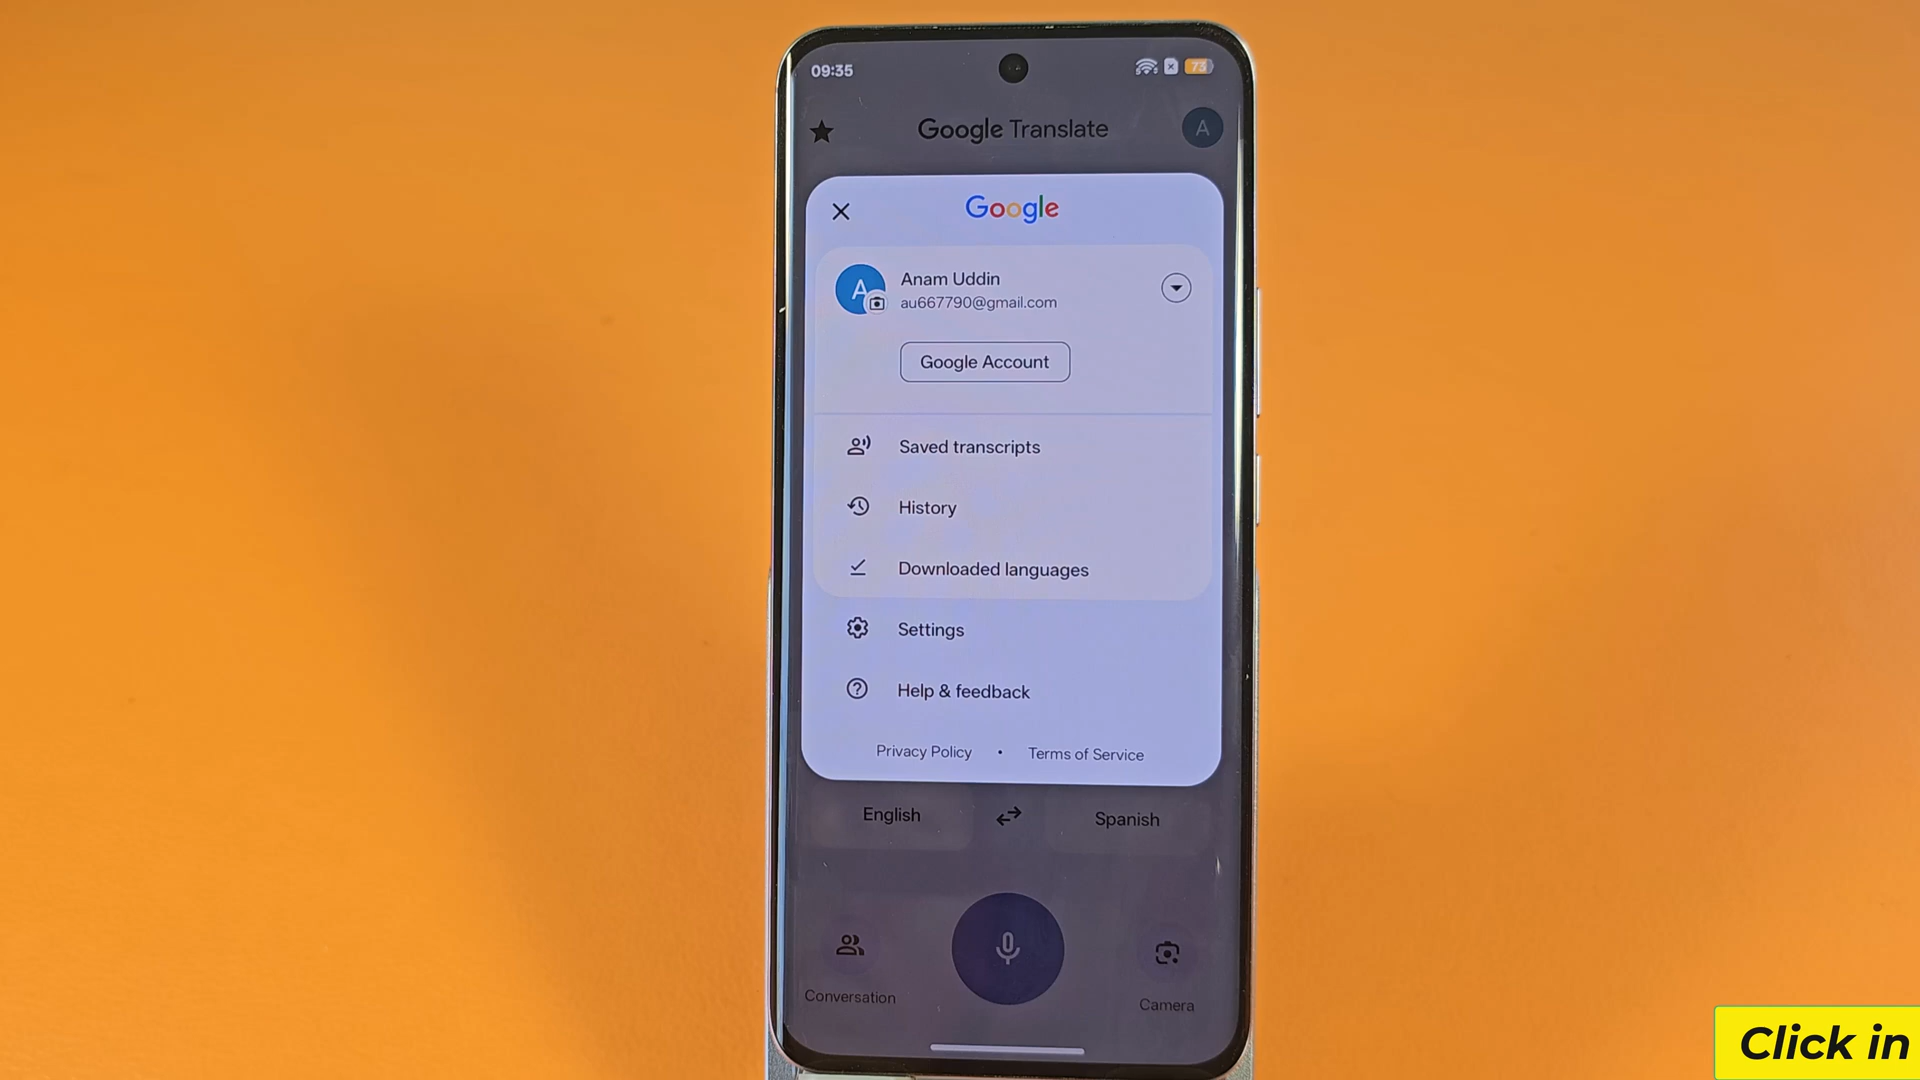 09:35
73
Google Translate
A
Google
A
Anam Uddin
au667790@gmail.com
Google Account
Saved transcripts
History
Downloaded languages
Settings
Help & feedback
Privacy Policy • Terms of Service
English
Spanish
Conversation
Camera
Click in